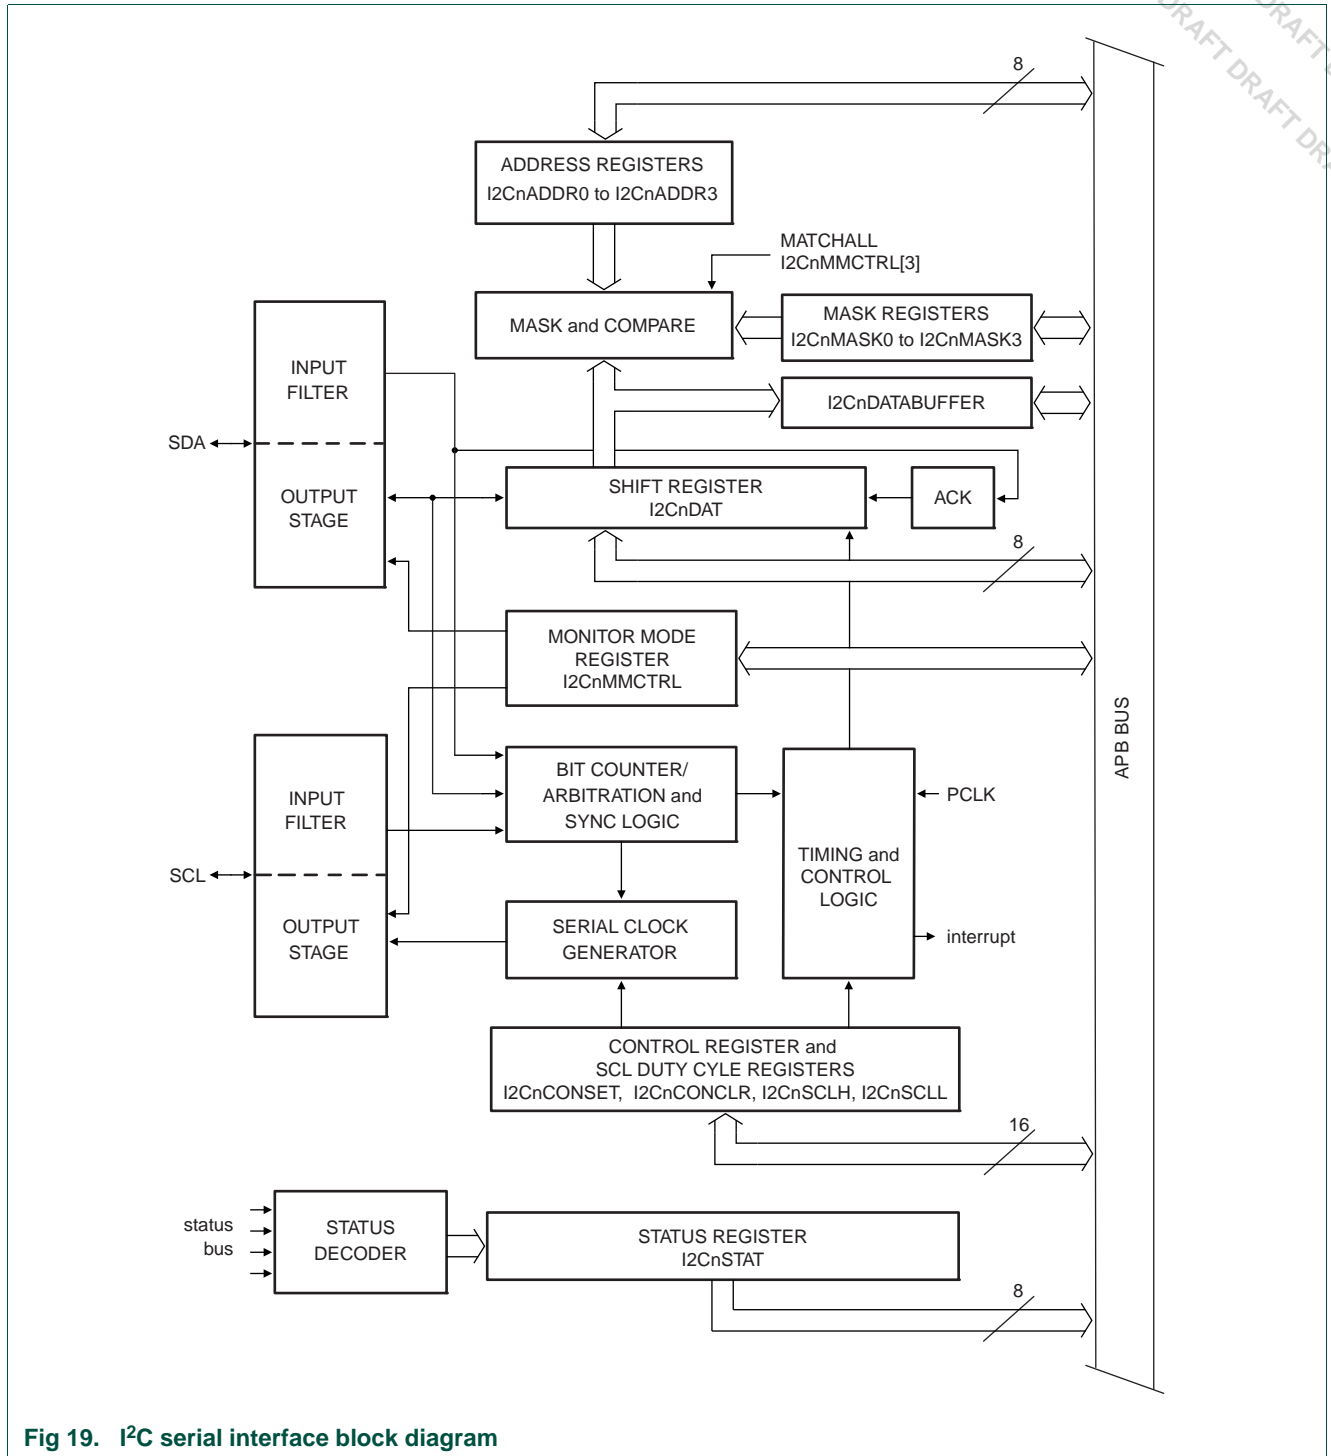 DRAFT DRAFT DRA
DRAFT D
8
ADDRESS REGISTERS
I2CnADDR0 to I2CnADDR3
MATCHALL
I2CnMMCTRL[3]
MASK and COMPARE
MASK REGISTERS
I2CnMASK0 to I2CnMASK3
INPUT
FILTER
I2CnDATABUFFER
SDA
OUTPUT
STAGE
SHIFT REGISTER
I2CnDAT
ACK
8
MONITOR MODE
REGISTER
I2CnMMCTRL
APB BUS
INPUT
FILTER
BIT COUNTER/
ARBITRATION and
SYNC LOGIC
PCLK
TIMING and
CONTROL
LOGIC
SCL
OUTPUT
STAGE
SERIAL CLOCK
GENERATOR
interrupt
CONTROL REGISTER and
SCL DUTY CYLE REGISTERS
I2CnCONSET, I2CnCONCLR, I2CnSCLH, I2CnSCLL
16
status
bus
STATUS
DECODER
STATUS REGISTER
I2CnSTAT
8
Fig 19. I²C serial interface block diagram